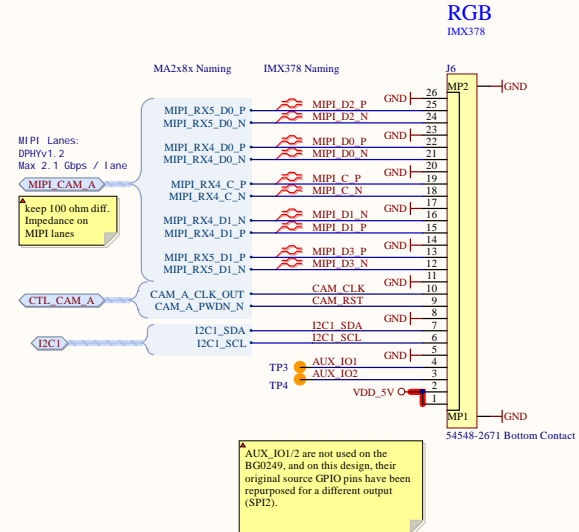 RGB
IMX378
MA2x8x Naming IMX378 Naming J6
MP2 GND
26 GND
MIPI_RX5_D0_P MIPI_D2_P 25
MIPI_RX5_D0_N MIPI_D2_N 24
GND 23
MIPI_RX4_D0_P MIPI_D0_P 22
MIPI_RX4_D0_N MIPI_D0_N 21
GND 20
MIPI_RX4_C_P MIPI_C_P 19
MIPI_RX4_C_N MIPI_C_N 18
GND 17
MIPI_RX4_D1_N MIPI_D1_N 16
MIPI_RX4_D1_P MIPI_D1_P 15
GND 14
MIPI_RX5_D1_P MIPI_D3_P 13
MIPI_RX5_D1_N MIPI_D3_N 12
GND 11
CAM_A_CLK_OUT CAM_CLK 10
CAM_A_PWDN_N CAM_RST 9
GND 8
I2C1_SDA I2C1_SDA 7
I2C1_SCL I2C1_SCL 6
GND 5
TP3 AUX_IO1 4
TP4 AUX_IO2 3
VDD_5V 2
1
MP1 GND
54548-2671 Bottom Contact
MIPI Lanes:
DPHYv1.2
Max 2.1 Gbps / lane
MIPI_CAM_A
keep 100 ohm diff.
Impedance on
MIPI lanes
CTL_CAM_A
I2C1
AUX_IO1/2 are not used on the
BG0249, and on this design, their
original source GPIO pins have been
repurposed for a different output
(SPI2).